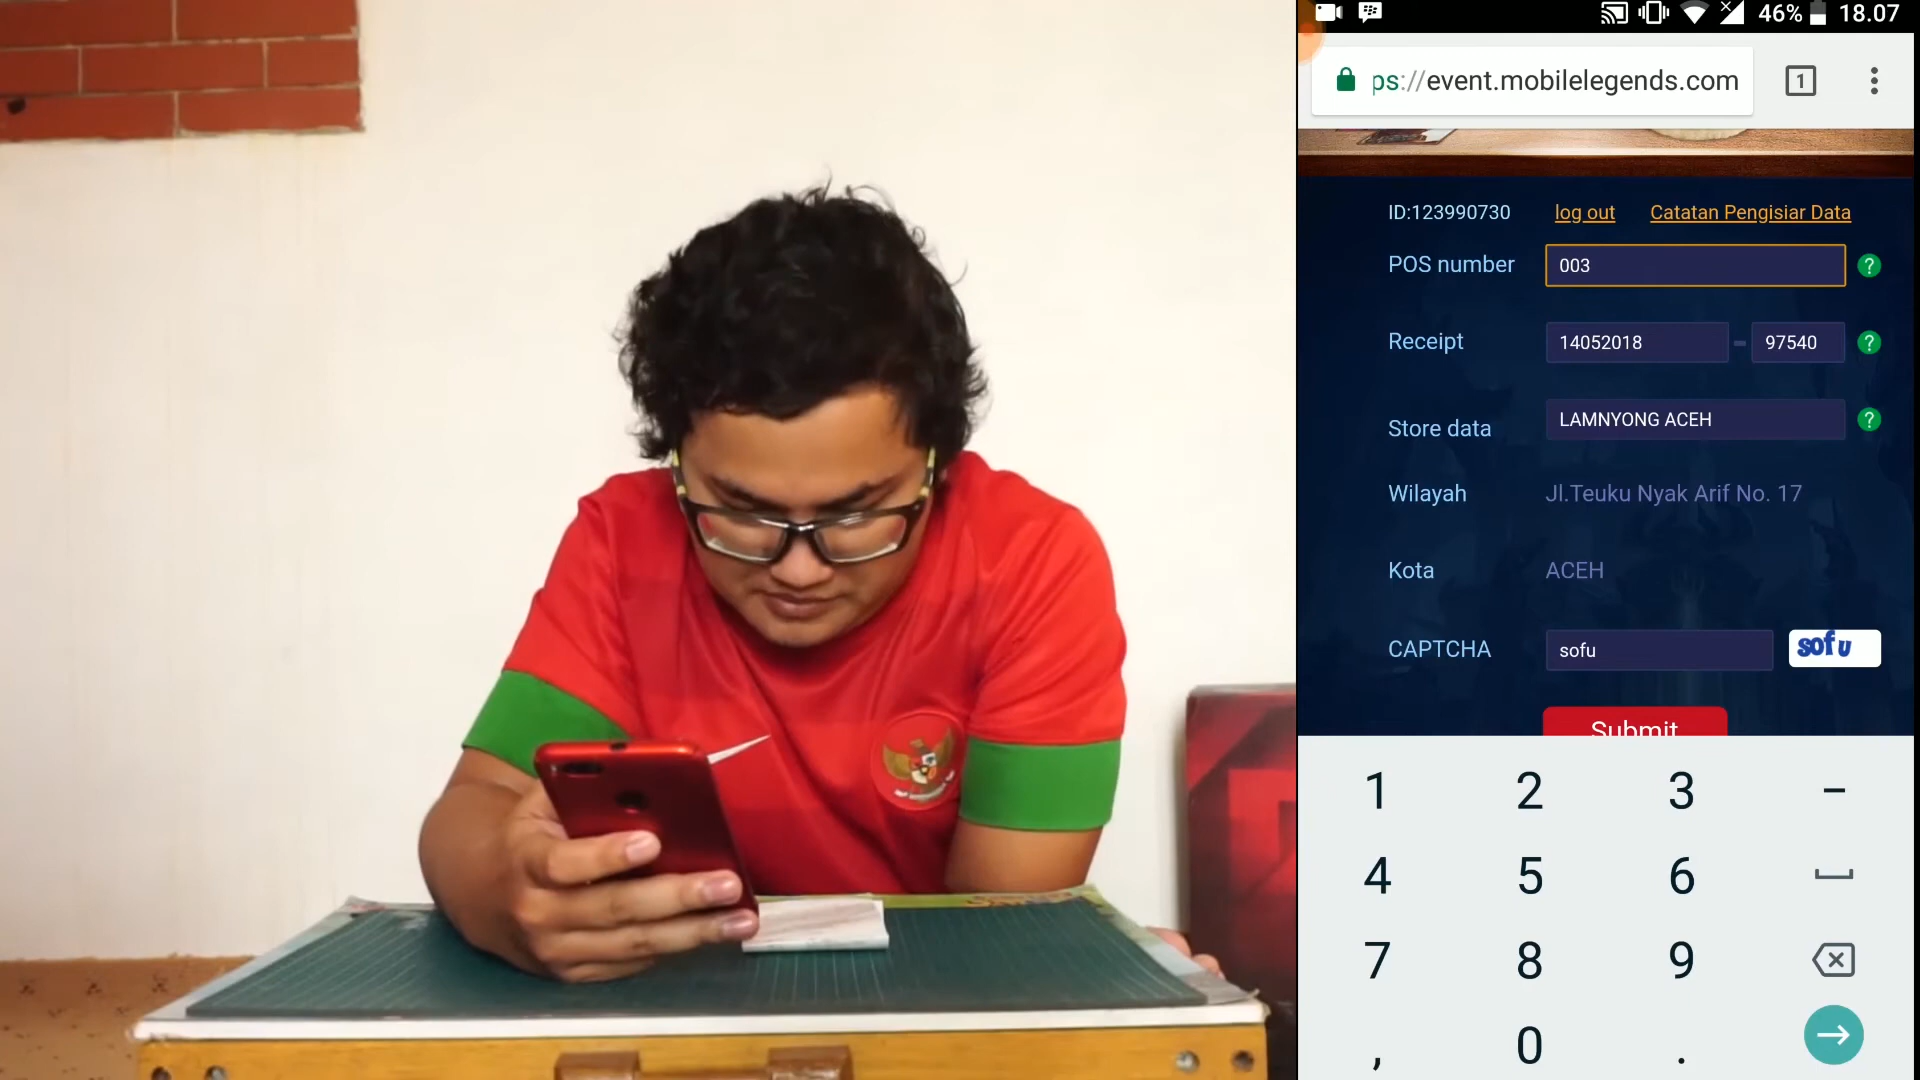 46% 18.07
ps://event.mobilelegends.com 1
ID:123990730 log out Catatan Pengisiar Data
POS number 003 ?
Receipt 14052018 - 97540 ?
Store data LAMNYONG ACEH ?
Wilayah Jl.Teuku Nyak Arif No. 17
Kota ACEH
CAPTCHA sofu sofu
Submit
1 2 3 -
4 5 6
7 8 9
, 0 .